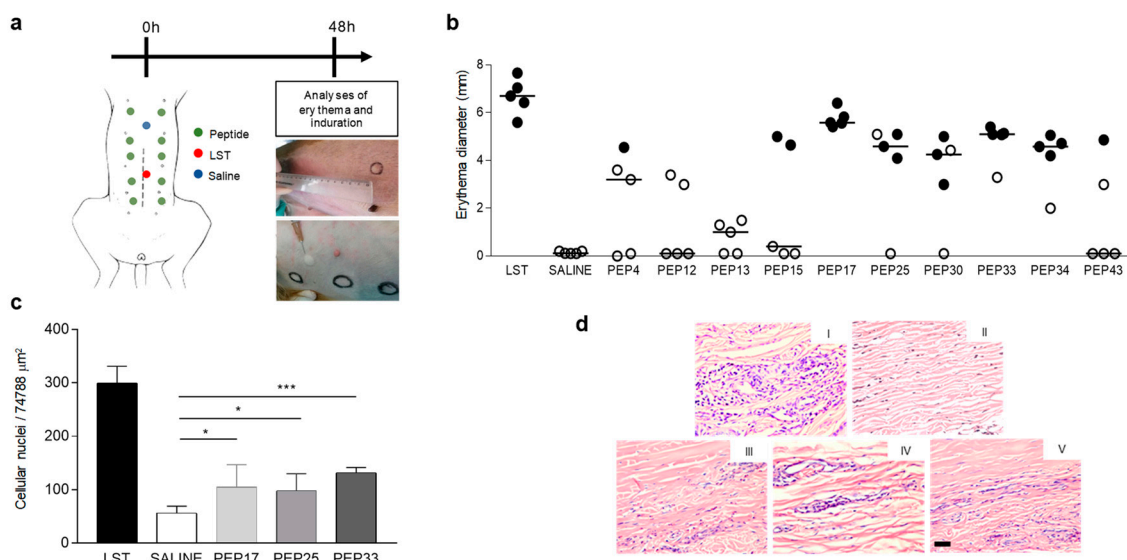 a
0h
48h
Analyses of
erythema and
induration
Peptide
LST
Saline
b
Erythema diameter (mm)
8
6
4
2
0
LST SALINE PEP4 PEP12 PEP13 PEP15 PEP17 PEP25 PEP30 PEP33 PEP34 PEP43
c
Cellular nuclei / 74788 µm²
400
300
200
100
0
***
*
*
LST SALINE PEP17 PEP25 PEP33
d
I
II
III
IV
V